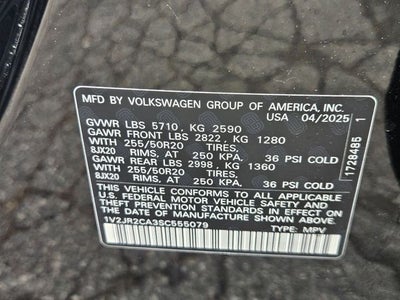 MFD. BY VOLKSWAGEN GROUP OF AMERICA, INC.
USA 04/2025
GVWR LBS 5710, KG 2590
GAWR FRONT LBS 2822, KG 1280
WITH 255/50R20 TIRES,
8JX20 RIMS, AT 250 KPA. 36 PSI COLD
GAWR REAR LBS 2998, KG 1360
WITH 255/50R20 TIRES,
8JX20 RIMS, AT 250 KPA. 36 PSI COLD
THIS VEHICLE CONFORMS TO ALL APPLICABLE
U.S. FEDERAL MOTOR VEHICLE SAFETY AND
THEFT PREVENTION STANDARDS IN EFFECT ON
THE DATE OF MANUFACTURE SHOWN ABOVE.
1V2JR2CA3SC565079 TYPE: MPV
1728485 1